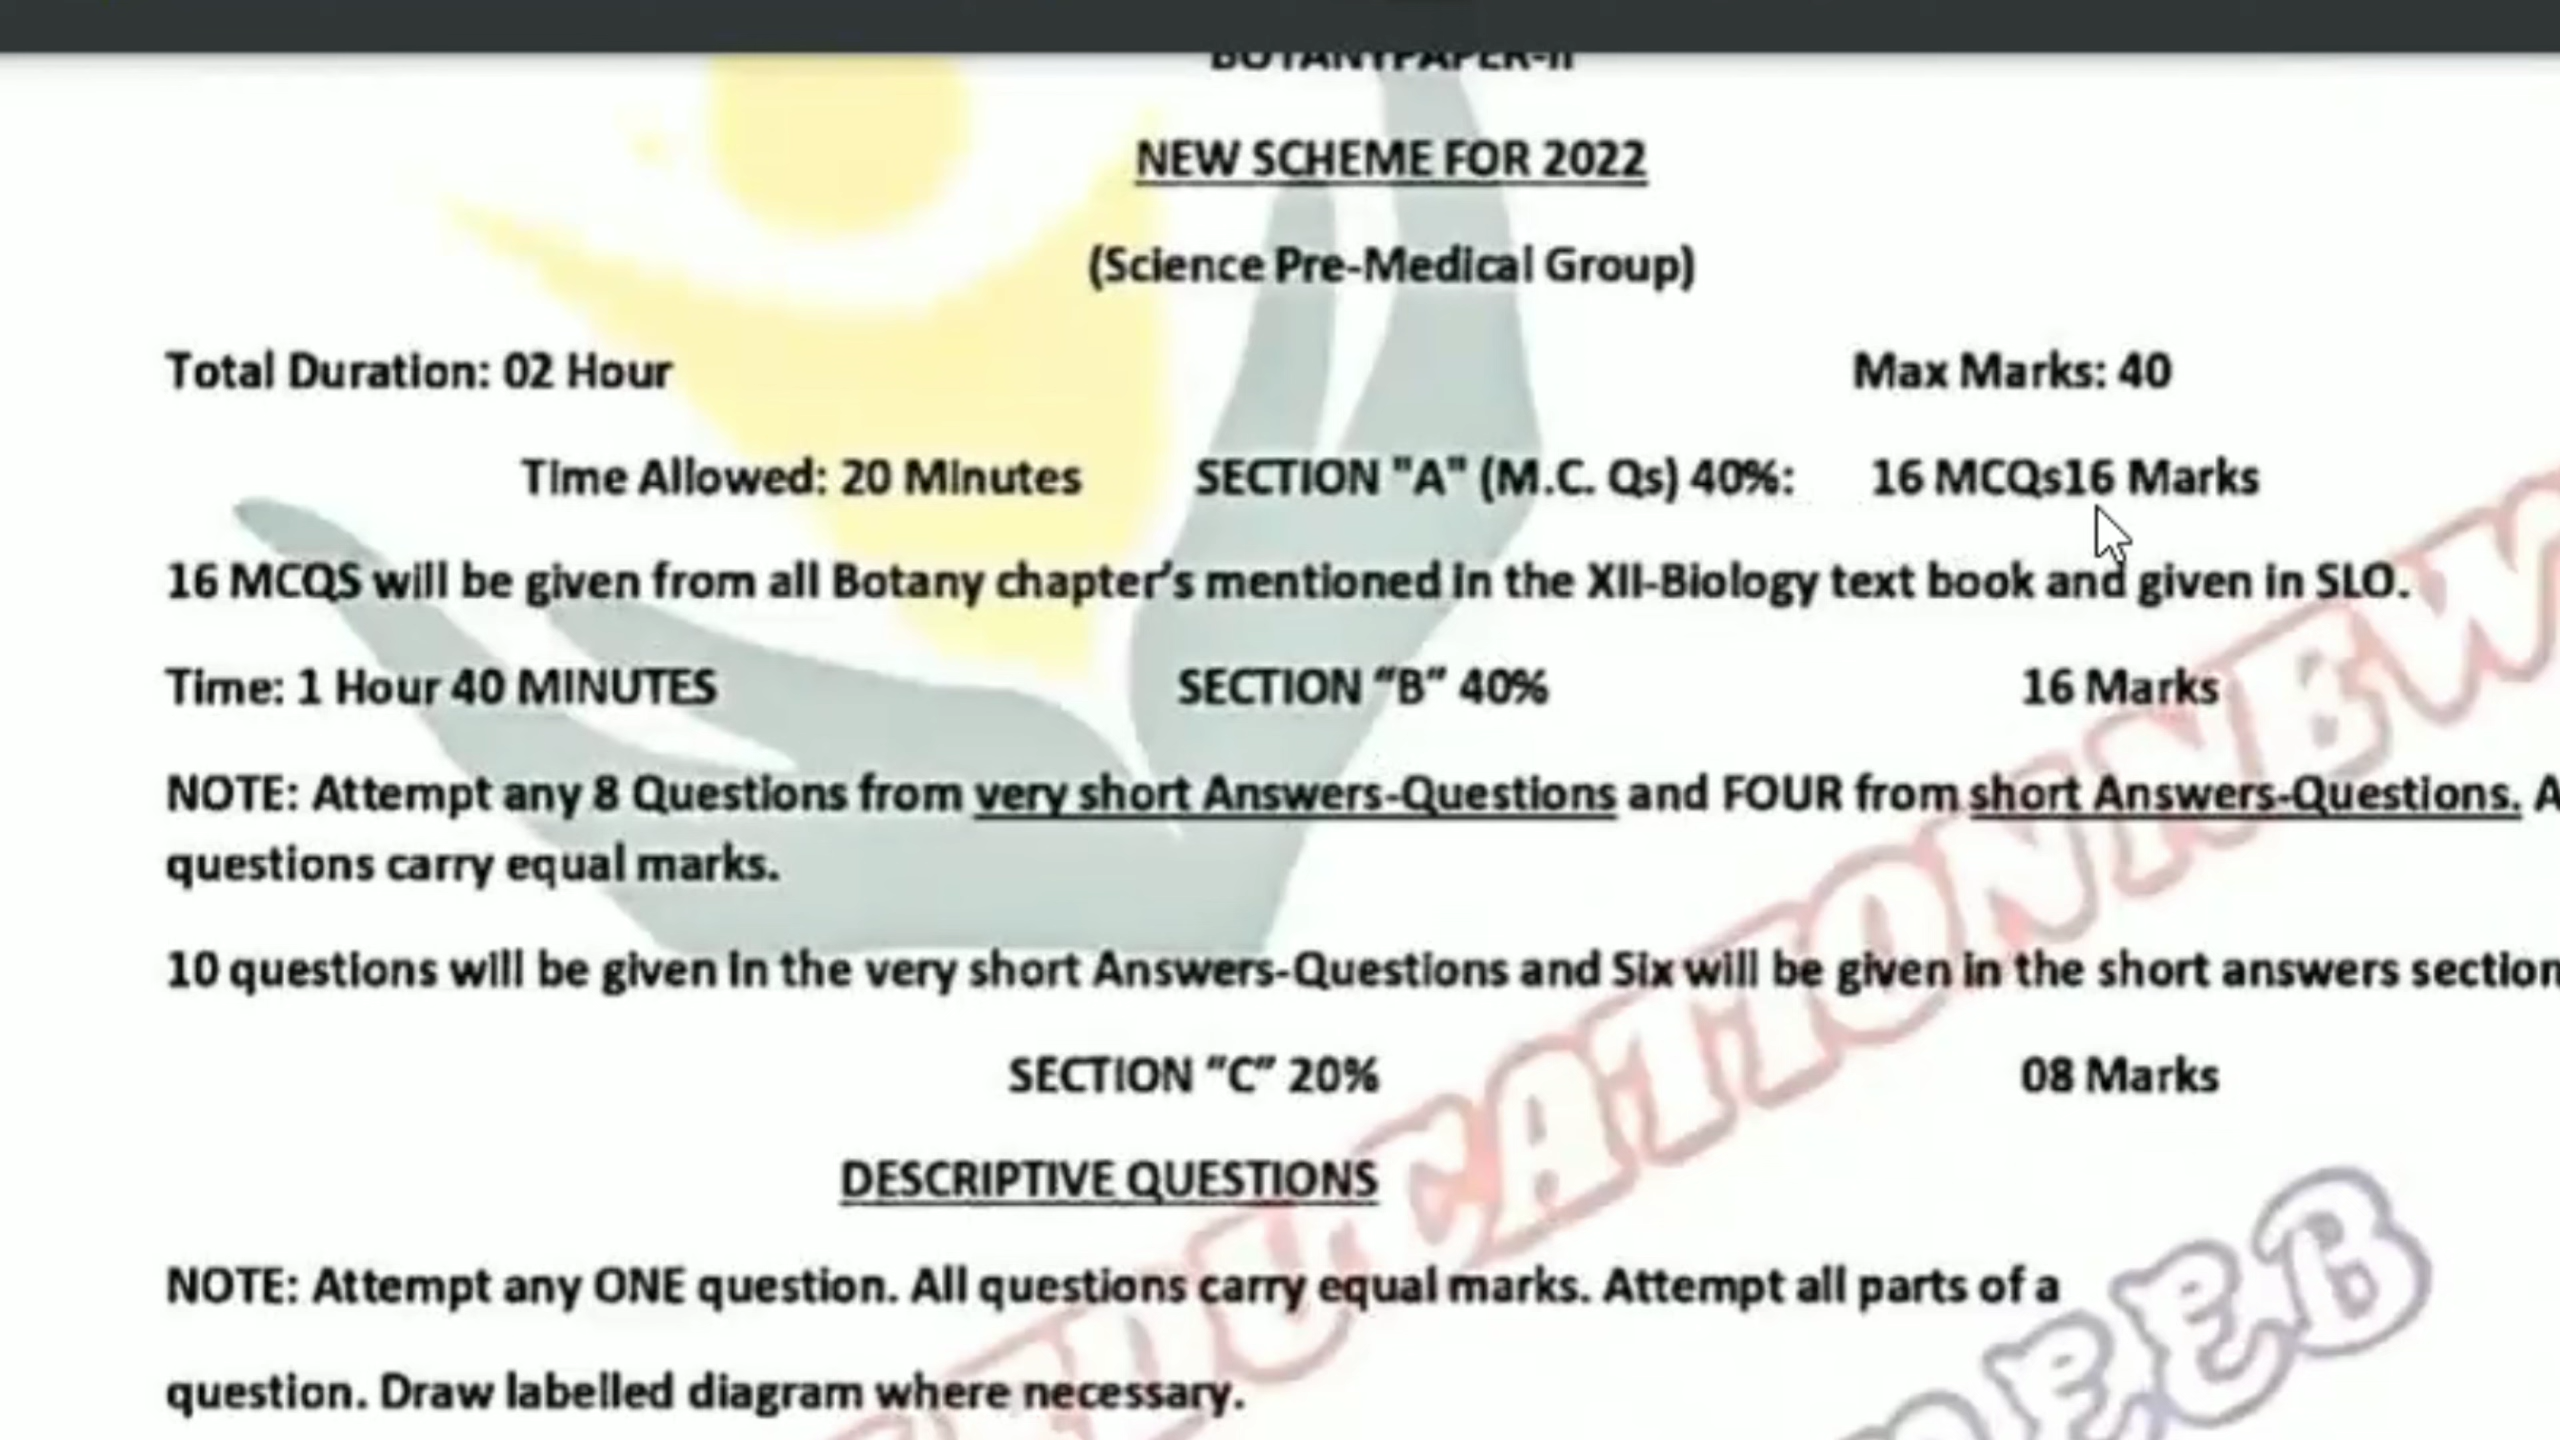 BOTANYPAPER-II
NEW SCHEME FOR 2022
(Science Pre-Medical Group)
Total Duration: 02 Hour Max Marks: 40
Time Allowed: 20 Minutes SECTION "A" (M.C. Qs) 40%: 16 MCQs16 Marks
16 MCQS will be given from all Botany chapter’s mentioned in the XII-Biology text book and given in SLO.
Time: 1 Hour 40 MINUTES SECTION “B” 40% 16 Marks
NOTE: Attempt any 8 Questions from very short Answers-Questions and FOUR from short Answers-Questions. A
questions carry equal marks.
10 questions will be given in the very short Answers-Questions and Six will be given in the short answers section
SECTION “C” 20% 08 Marks
DESCRIPTIVE QUESTIONS
NOTE: Attempt any ONE question. All questions carry equal marks. Attempt all parts of a
question. Draw labelled diagram where necessary.
EDUCATIONNEW